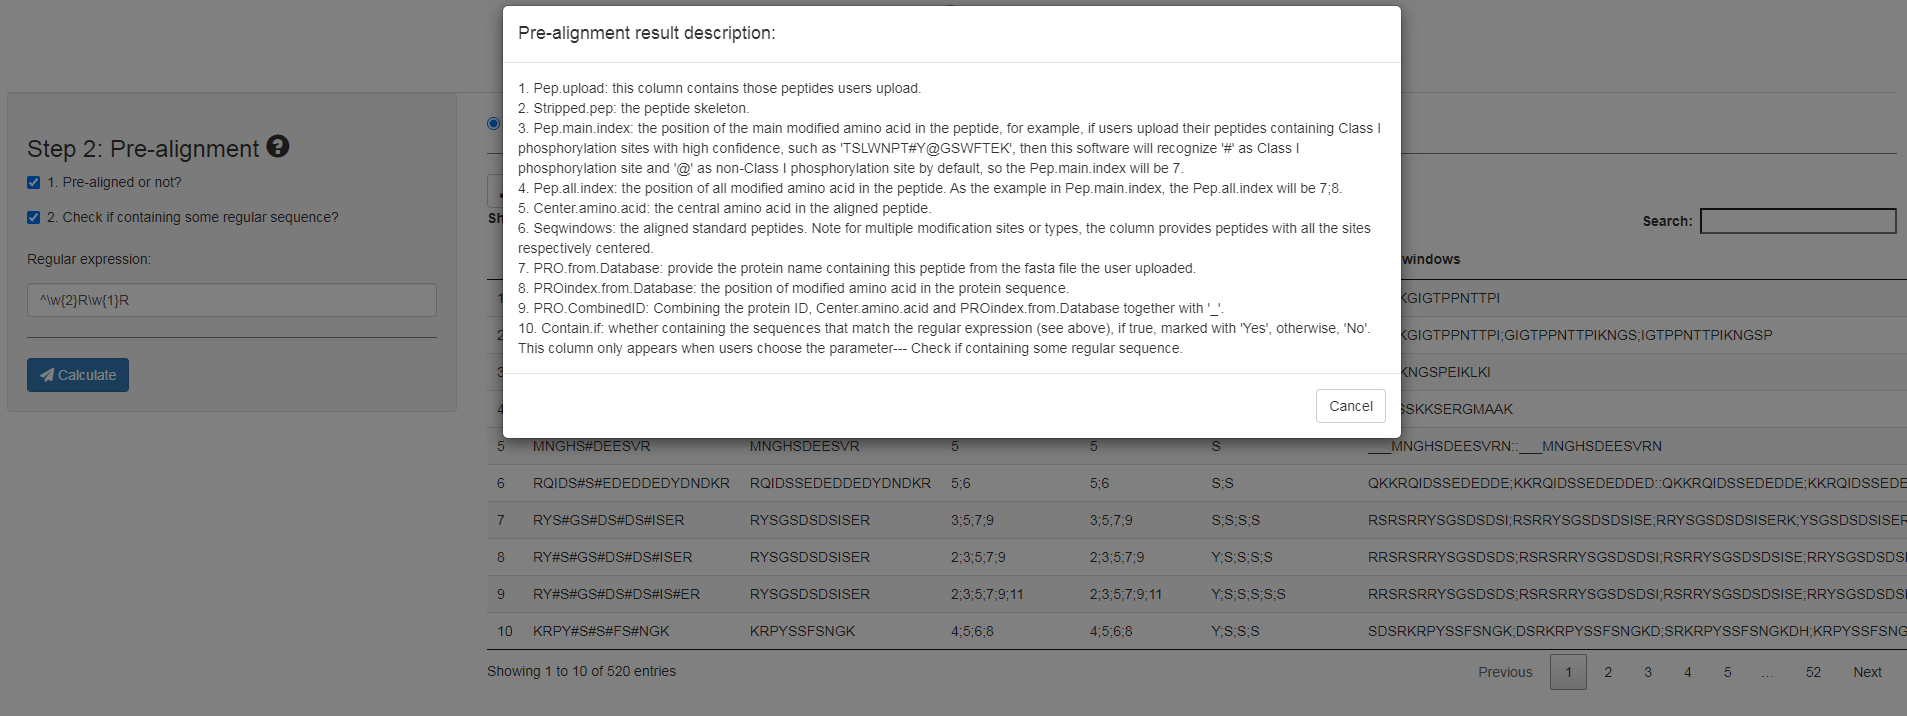 Pre-alignment result description:
1. Pep.upload: this column contains those peptides users upload.
2. Stripped.pep: the peptide skeleton.
3. Pep.main.index: the position of the main modified amino acid in the peptide, for example, if users upload their peptides containing Class I
phosphorylation sites with high confidence, such as 'TSLWNPT#Y@GSWFTEK', then this software will recognize '#' as Class I
phosphorylation site and '@' as non-Class I phosphorylation site by default, so the Pep.main.index will be 7.
4. Pep.all.index: the position of all modified amino acid in the peptide. As the example in Pep.main.index, the Pep.all.index will be 7;8.
5. Center.amino.acid: the central amino acid in the aligned peptide.
6. Seqwindows: the aligned standard peptides. Note for multiple modification sites or types, the column provides peptides with all the sites
respectively centered.
7. PRO.from.Database: provide the protein name containing this peptide from the fasta file the user uploaded.
8. PROindex.from.Database: the position of modified amino acid in the protein sequence.
9. PRO.CombinedID: Combining the protein ID, Center.amino.acid and PROindex.from.Database together with '_'.
10. Contain.if: whether containing the sequences that match the regular expression (see above), if true, marked with 'Yes', otherwise, 'No'.
This column only appears when users choose the parameter--- Check if containing some regular sequence.
Cancel
Step 2: Pre-alignment ?
1. Pre-aligned or not?
2. Check if containing some regular sequence?
Regular expression:
^\w{2}R\w{1}R
Calculate
Search:
windows
KGIGTPPNTTPI
KGIGTPPNTTPI;GIGTPPNTTPIKNGS;IGTPPNTTPIKNGSP
KNGSPEIKLKI
SSKKSERGMAAK
5 MNGHS#DEESVR MNGHSDEESVR 5 5 S ___MNGHSDEESVRN::___MNGHSDEESVRN
6 RQIDS#S#EDEDDEDYDNDKR RQIDSSEDEDDEDYDNDKR 5;6 5;6 S;S QKKRQIDSSEDEDDE;KKRQIDSSEDEDDED::QKKRQIDSSEDEDDE;KKRQIDSSEDE
7 RYS#GS#DS#DS#ISER RYSGSDSDSISER 3;5;7;9 3;5;7;9 S;S;S;S RSRSRRYSGSDSDSI;RSRRYSGSDSDSISE;RRYSGSDSDSISERK;YSGSDSDSISER
8 RY#S#GS#DS#DS#ISER RYSGSDSDSISER 2;3;5;7;9 2;3;5;7;9 Y;S;S;S;S RRSRSRRYSGSDSDS;RSRSRRYSGSDSDSI;RSRRYSGSDSDSISE;RRYSGSDSDSI
9 RY#S#GS#DS#DS#IS#ER RYSGSDSDSISER 2;3;5;7;9;11 2;3;5;7;9;11 Y;S;S;S;S;S RRSRSRRYSGSDSDS;RSRSRRYSGSDSDSI;RSRRYSGSDSDSISE;RRYSGSDSDSI
10 KRPY#S#S#FS#NGK KRPYSSFSNGK 4;5;6;8 4;5;6;8 Y;S;S;S SDSRKRPYSSFSNGK;DSRKRPYSSFSNGKD;SRKRPYSSFSNGKDH;KRPYSSFSNG
Showing 1 to 10 of 520 entries
Previous 1 2 3 4 5 … 52 Next